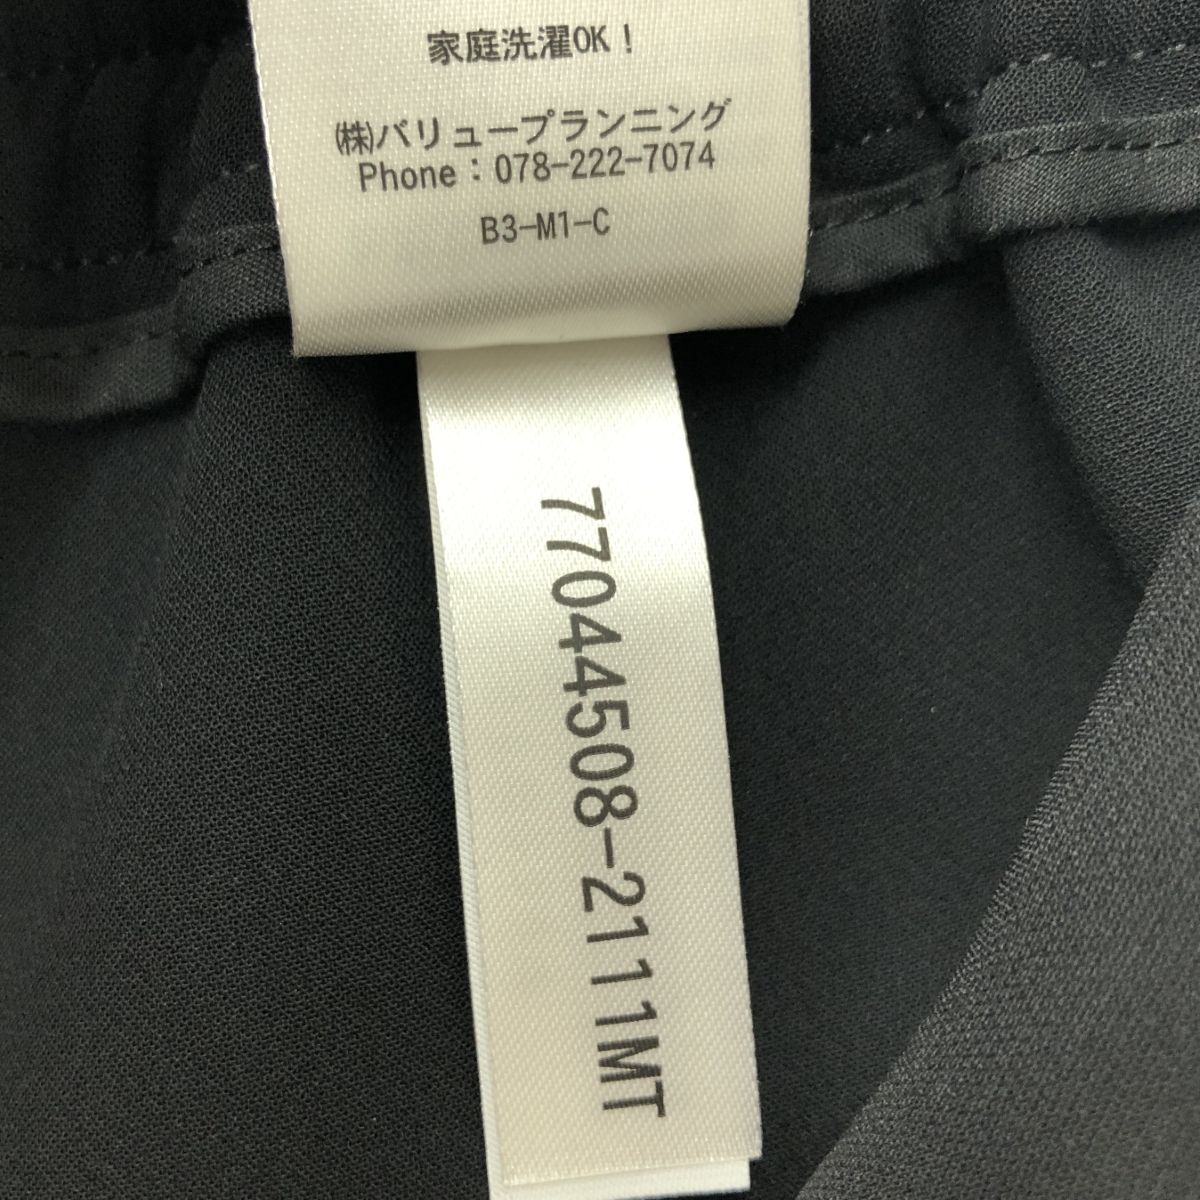 家庭洗濯OK!
㈱バリュープランニング
Phone：078-222-7074
B3-M1-C
77044508-2111MT